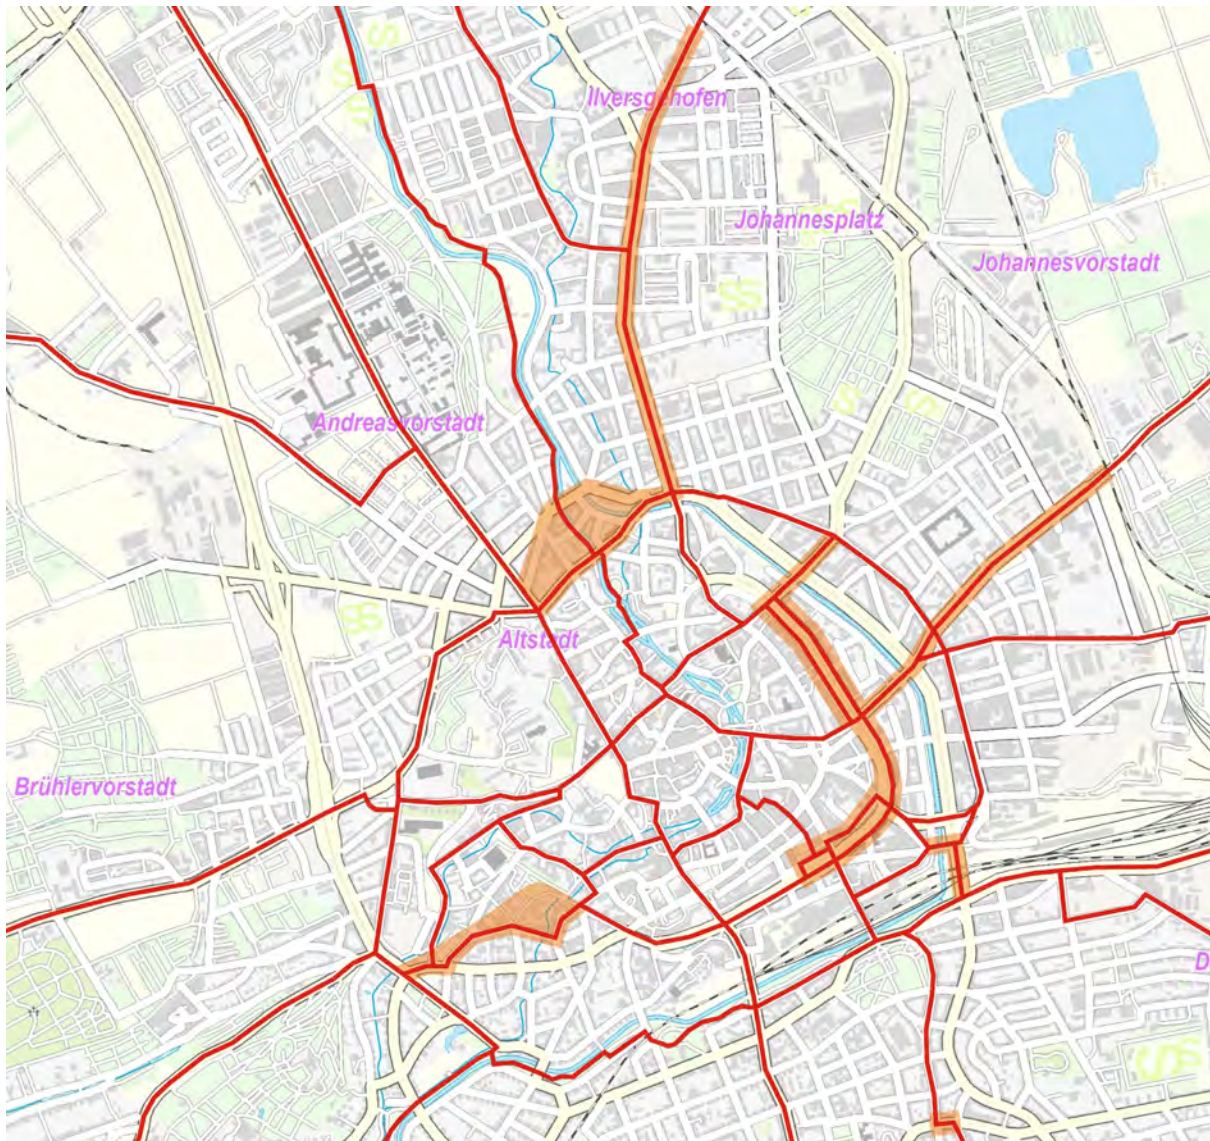 Ilversgehofen
Johannesplatz
Johannesvorstadt
Andreasvorstadt
Altstadt
Brühlervorstadt
D